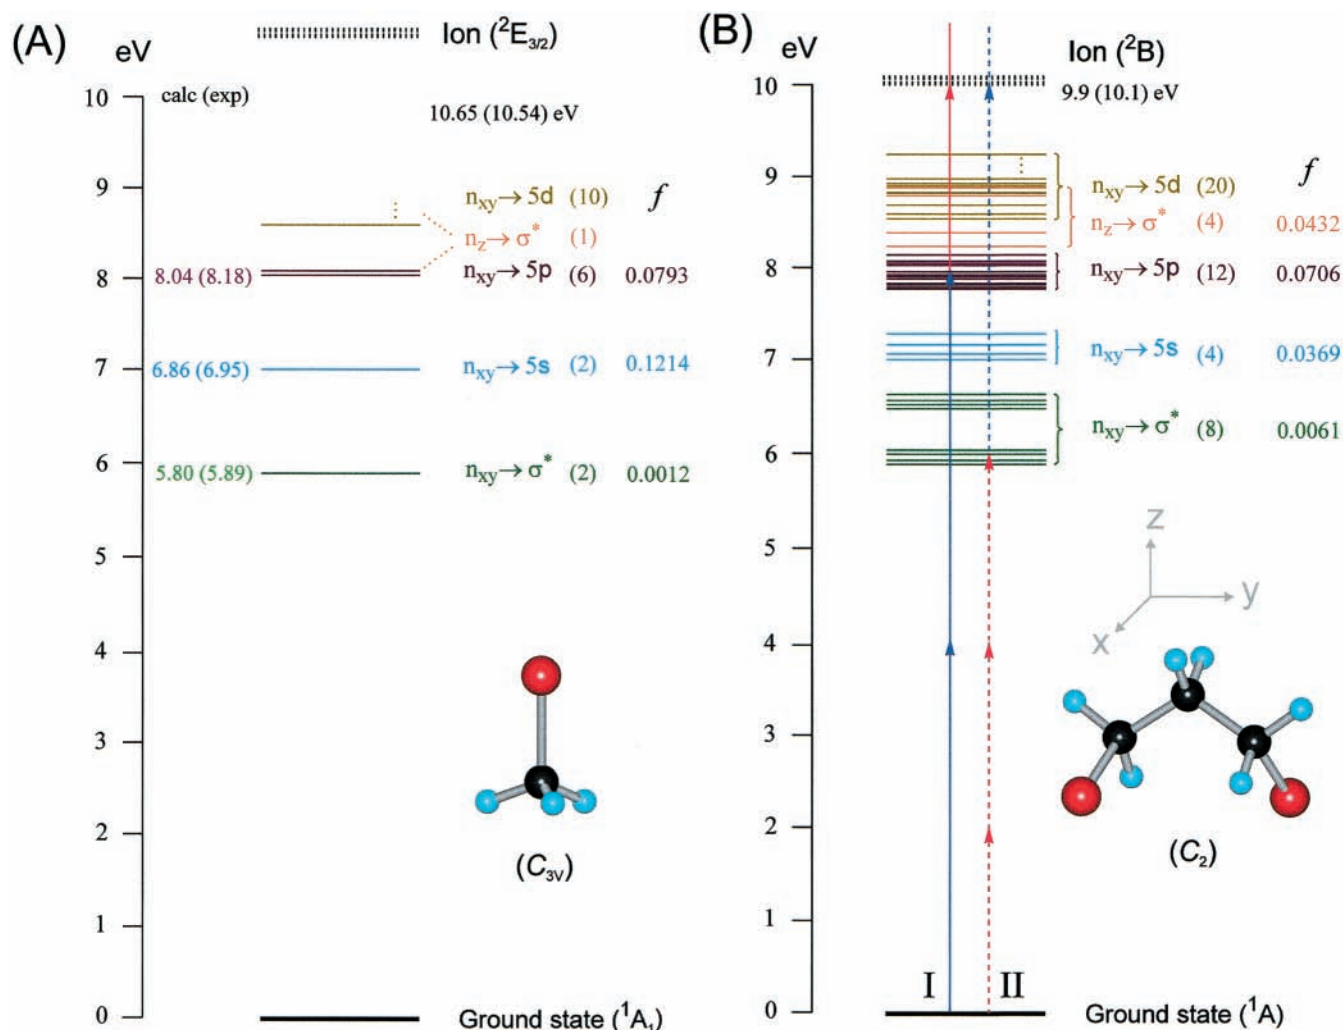 (A)
eV
Ion (²E₃/₂)
calc (exp)
10.65 (10.54) eV
10
9
8
7
6
5
4
3
2
1
0
f
nxy→5d (10)
nz→σ* (1)
8.04 (8.18)
nxy→5p (6) 0.0793
6.86 (6.95)
nxy→5s (2) 0.1214
5.80 (5.89)
nxy→σ* (2) 0.0012
(C₃ᵥ)
Ground state (¹A₁)
(B)
eV
Ion (²B)
9.9 (10.1) eV
10
9
8
7
6
5
4
3
2
1
0
f
nxy→5d (20)
nz→σ* (4) 0.0432
nxy→5p (12) 0.0706
nxy→5s (4) 0.0369
nxy→σ* (8) 0.0061
z
y
x
(C₂)
I II
Ground state (¹A)